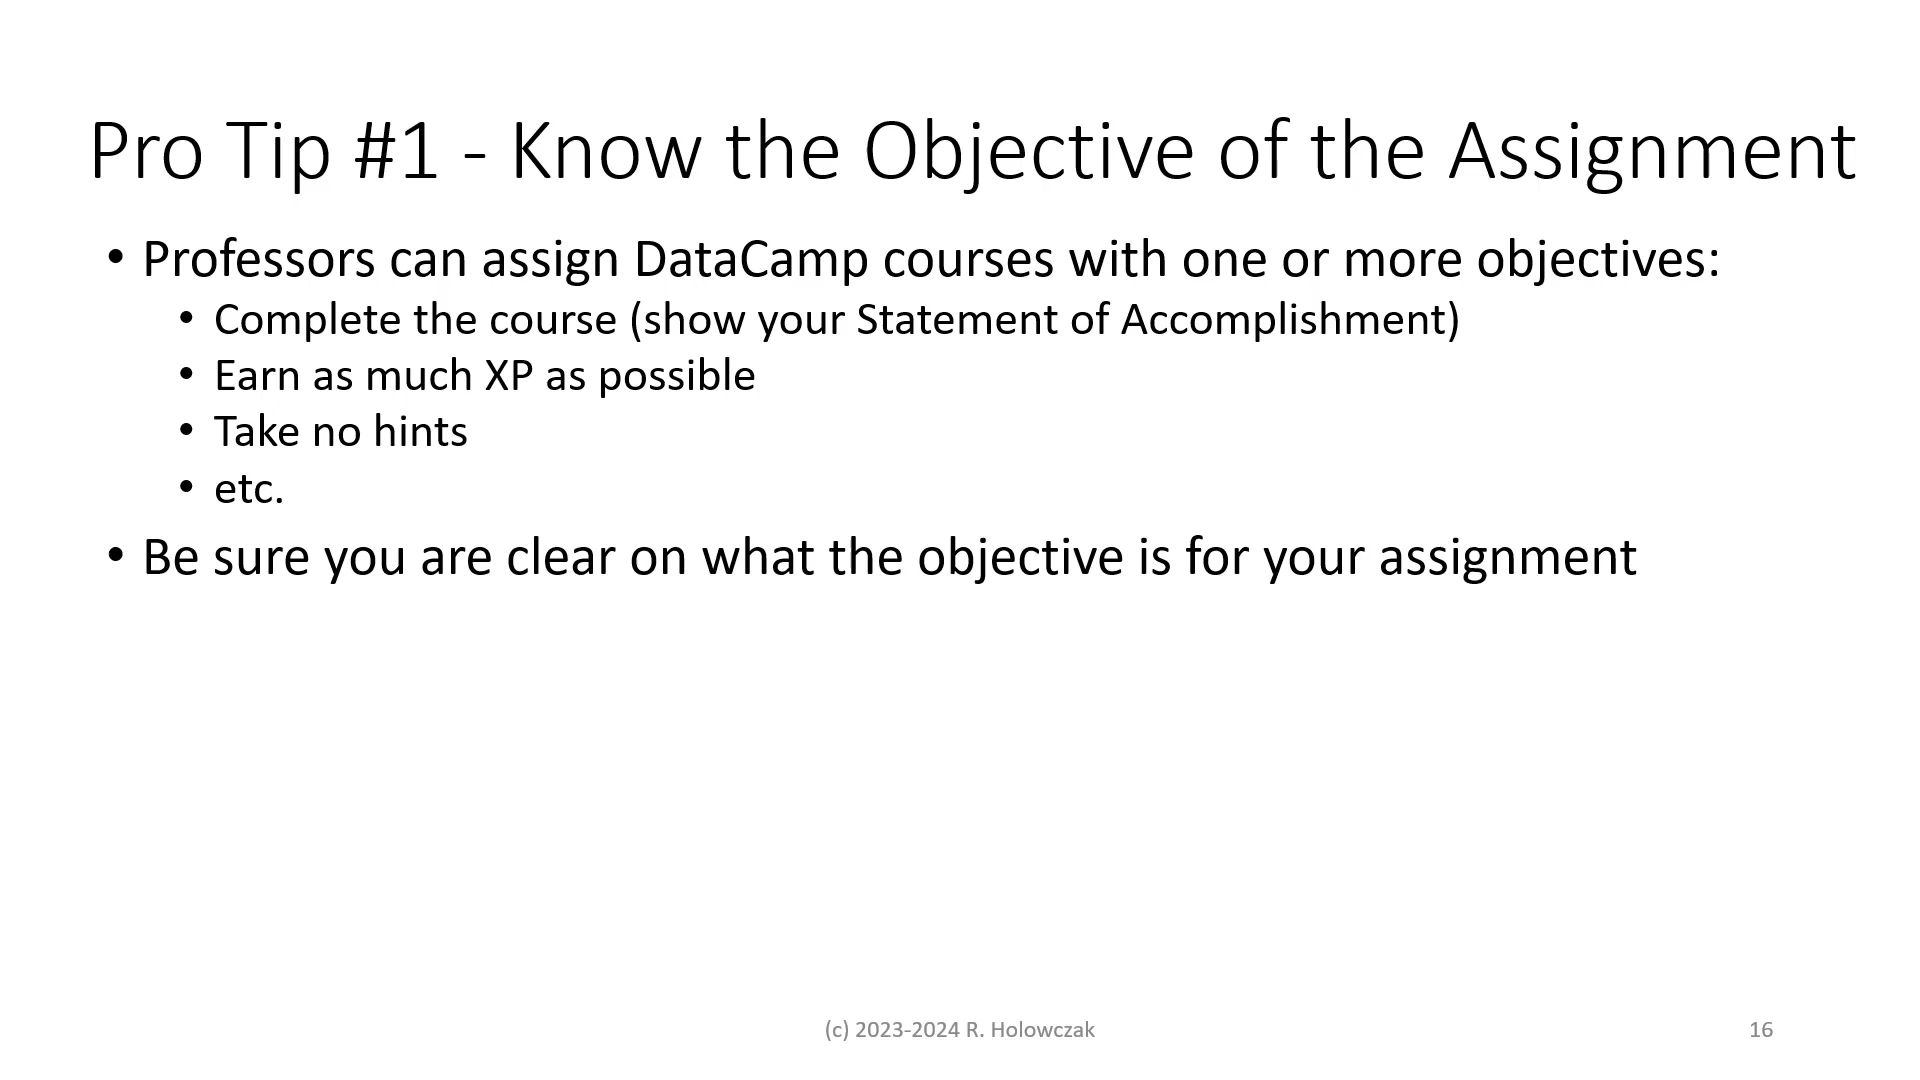 Pro Tip #1 - Know the Objective of the Assignment
• Professors can assign DataCamp courses with one or more objectives:
• Complete the course (show your Statement of Accomplishment)
• Earn as much XP as possible
• Take no hints
• etc.
• Be sure you are clear on what the objective is for your assignment
(c) 2023-2024 R. Holowczak
16